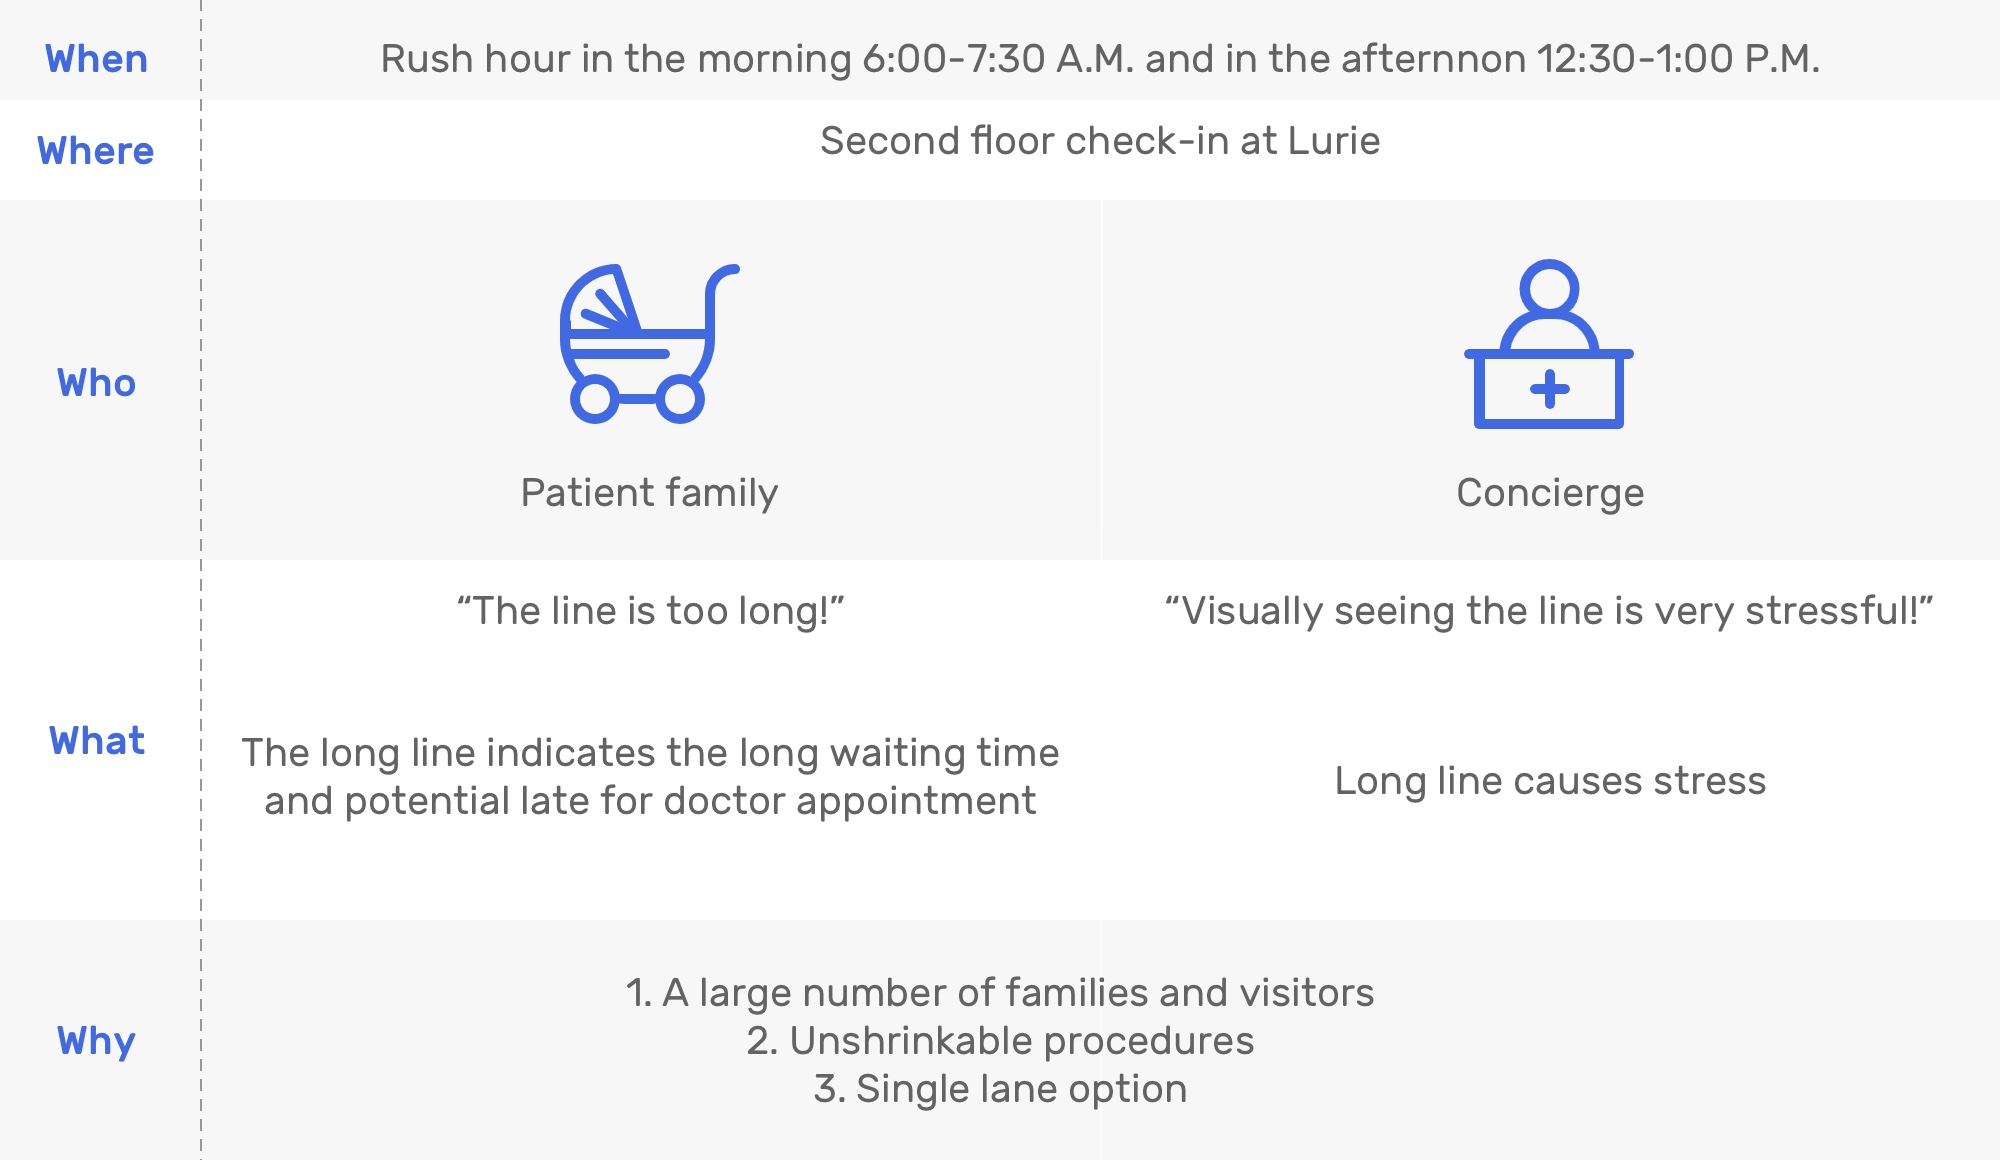 When
Rush hour in the morning 6:00-7:30 A.M. and in the afternnon 12:30-1:00 P.M.
Where
Second floor check-in at Lurie
Who
Patient family
Concierge
What
“The line is too long!”
“Visually seeing the line is very stressful!”
The long line indicates the long waiting time
and potential late for doctor appointment
Long line causes stress
Why
1. A large number of families and visitors
2. Unshrinkable procedures
3. Single lane option